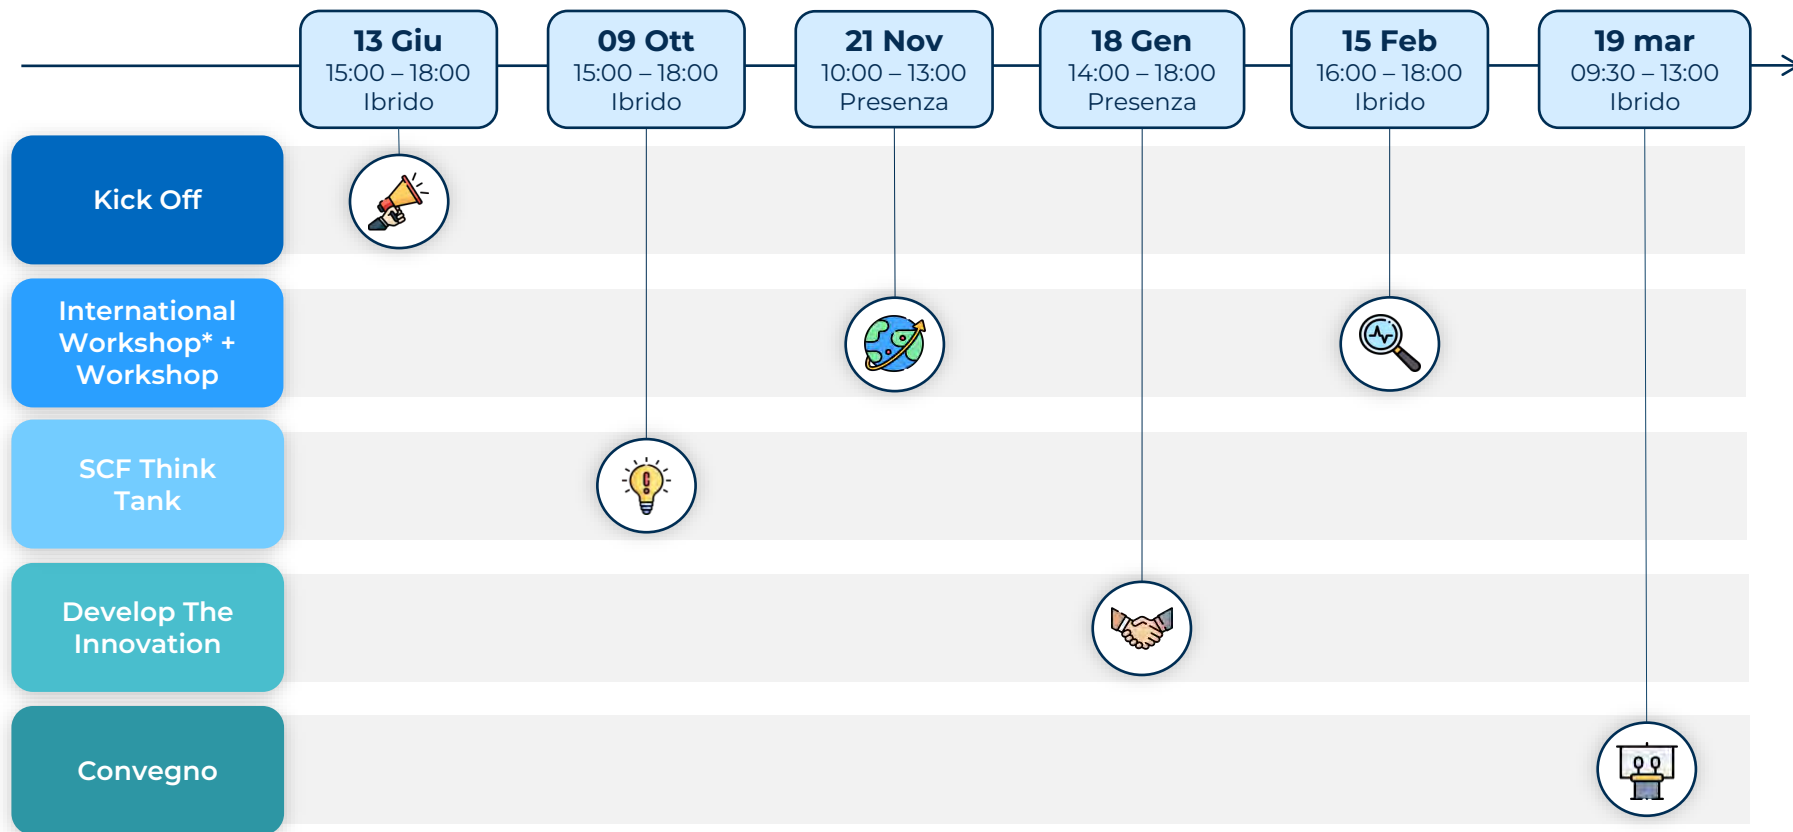 13 Giu
15:00 – 18:00
Ibrido
09 Ott
15:00 – 18:00
Ibrido
21 Nov
10:00 – 13:00
Presenza
18 Gen
14:00 – 18:00
Presenza
15 Feb
16:00 – 18:00
Ibrido
19 mar
09:30 – 13:00
Ibrido
Kick Off
International
Workshop* +
Workshop
SCF Think
Tank
Develop The
Innovation
Convegno